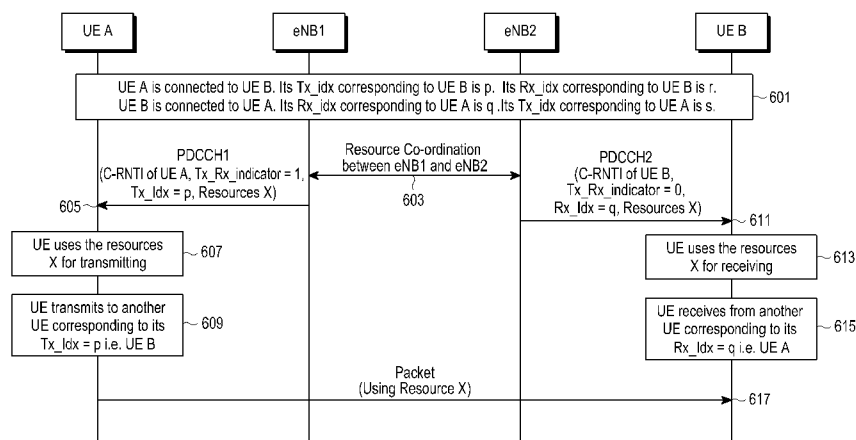 UE A
eNB1
eNB2
UE B
UE A is connected to UE B. Its Tx_idx corresponding to UE B is p. Its Rx_idx corresponding to UE B is r.
UE B is connected to UE A. Its Rx_idx corresponding to UE A is q .Its Tx_idx corresponding to UE A is s.
601
PDCCH1
(C-RNTI of UE A, Tx_Rx_indicator = 1,
Tx_Idx = p, Resources X)
605
Resource Co-ordination
between eNB1 and eNB2
603
PDCCH2
(C-RNTI of UE B,
Tx_Rx_indicator = 0,
Rx_Idx = q, Resources X)
611
UE uses the resources
X for transmitting
607
UE uses the resources
X for receiving
613
UE transmits to another
UE corresponding to its
Tx_Idx = p i.e. UE B
609
UE receives from another
UE corresponding to its
Rx_Idx = q i.e. UE A
615
Packet
(Using Resource X)
617